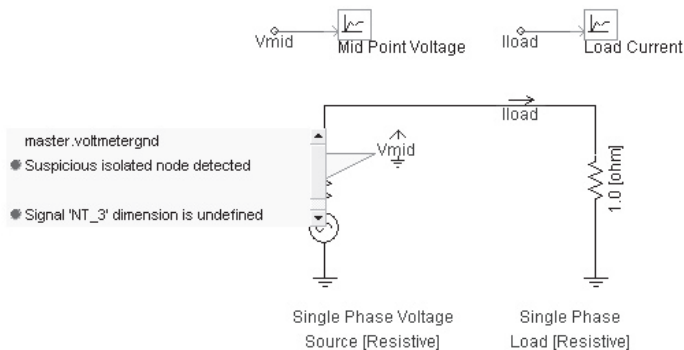 Vmid
Mid Point Voltage
Iload
Load Current
Iload
master.voltmetergnd
Suspicious isolated node detected
Signal 'NT_3' dimension is undefined
Vmid
1.0 [ohm]
Single Phase Voltage
Source [Resistive]
Single Phase
Load [Resistive]